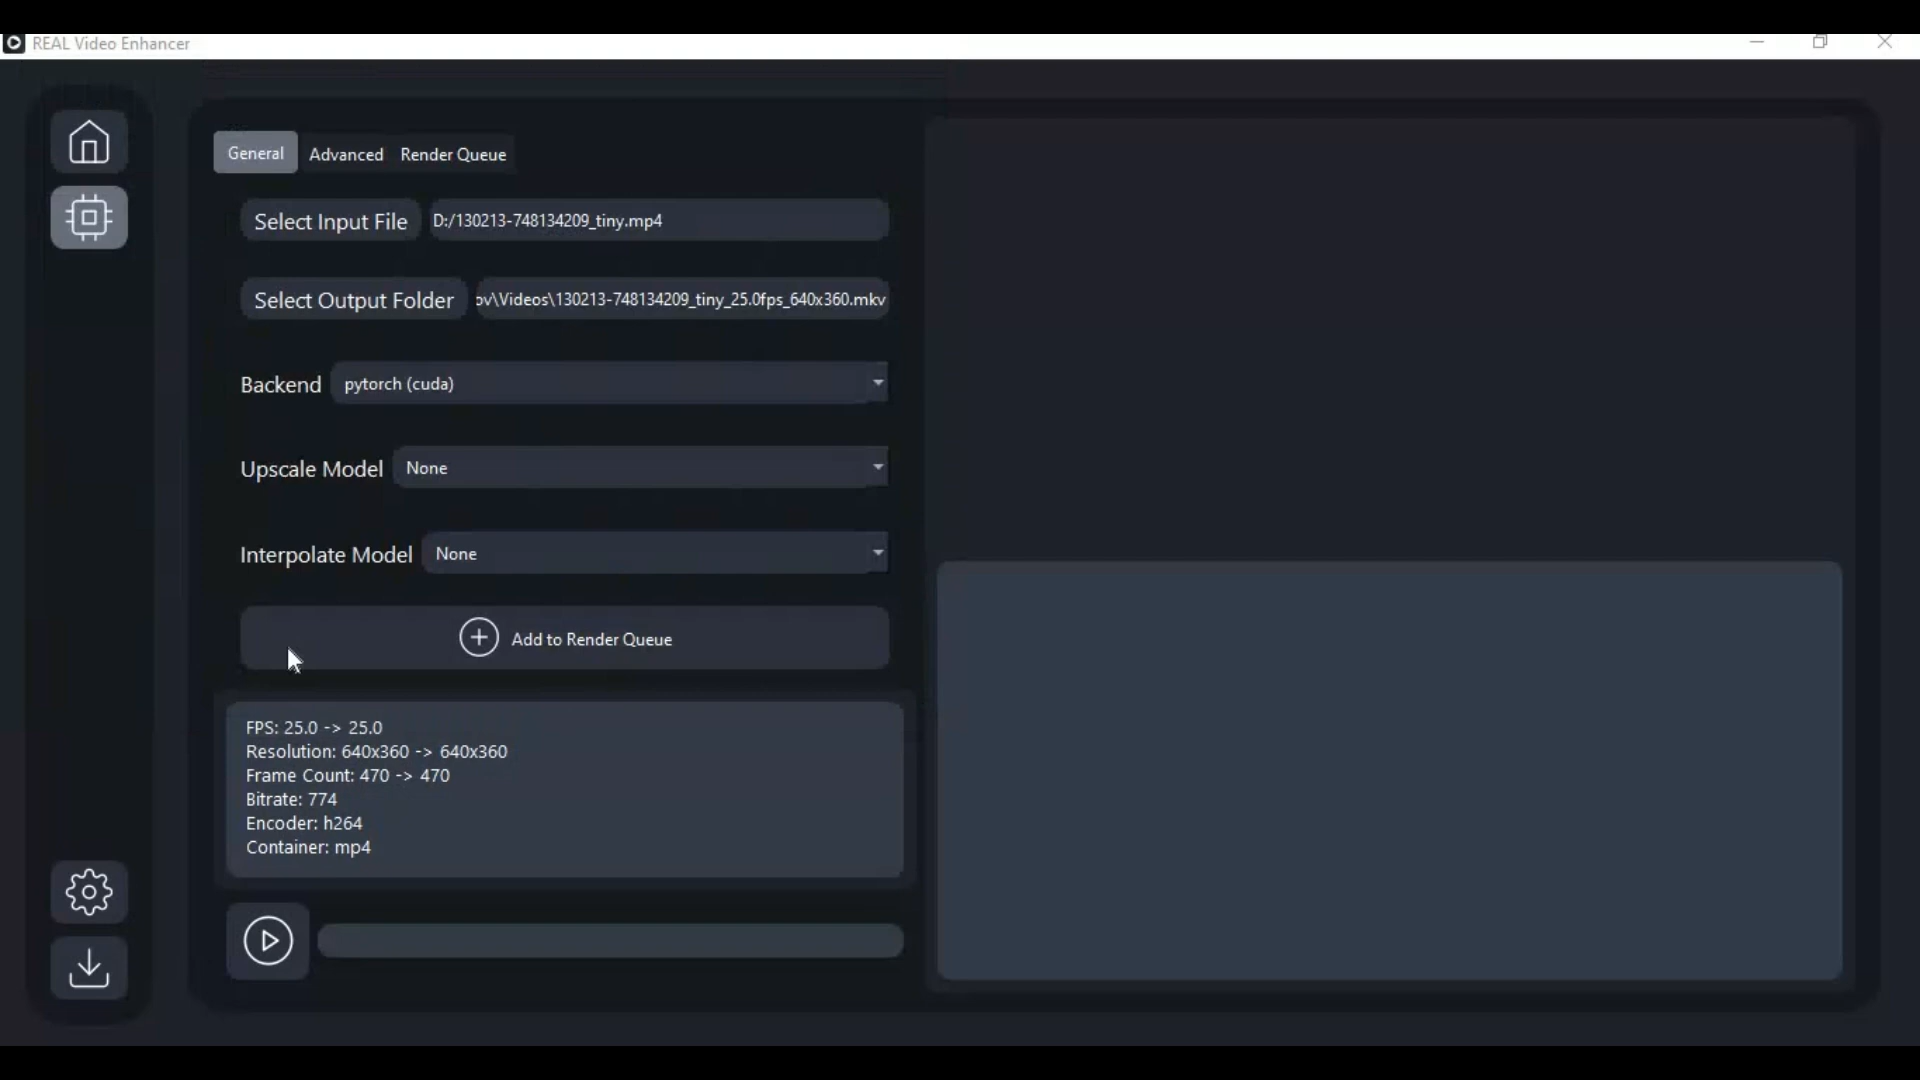 REAL Video Enhancer
General Advanced Render Queue
Select Input File D:/130213-748134209_tiny.mp4
Select Output Folder ov\Videos\130213-748134209_tiny_25.0fps_640x360.mkv
Backend pytorch (cuda)
Upscale Model None
Interpolate Model None
Add to Render Queue
FPS: 25.0 -> 25.0
Resolution: 640x360 -> 640x360
Frame Count: 470 -> 470
Bitrate: 774
Encoder: h264
Container: mp4